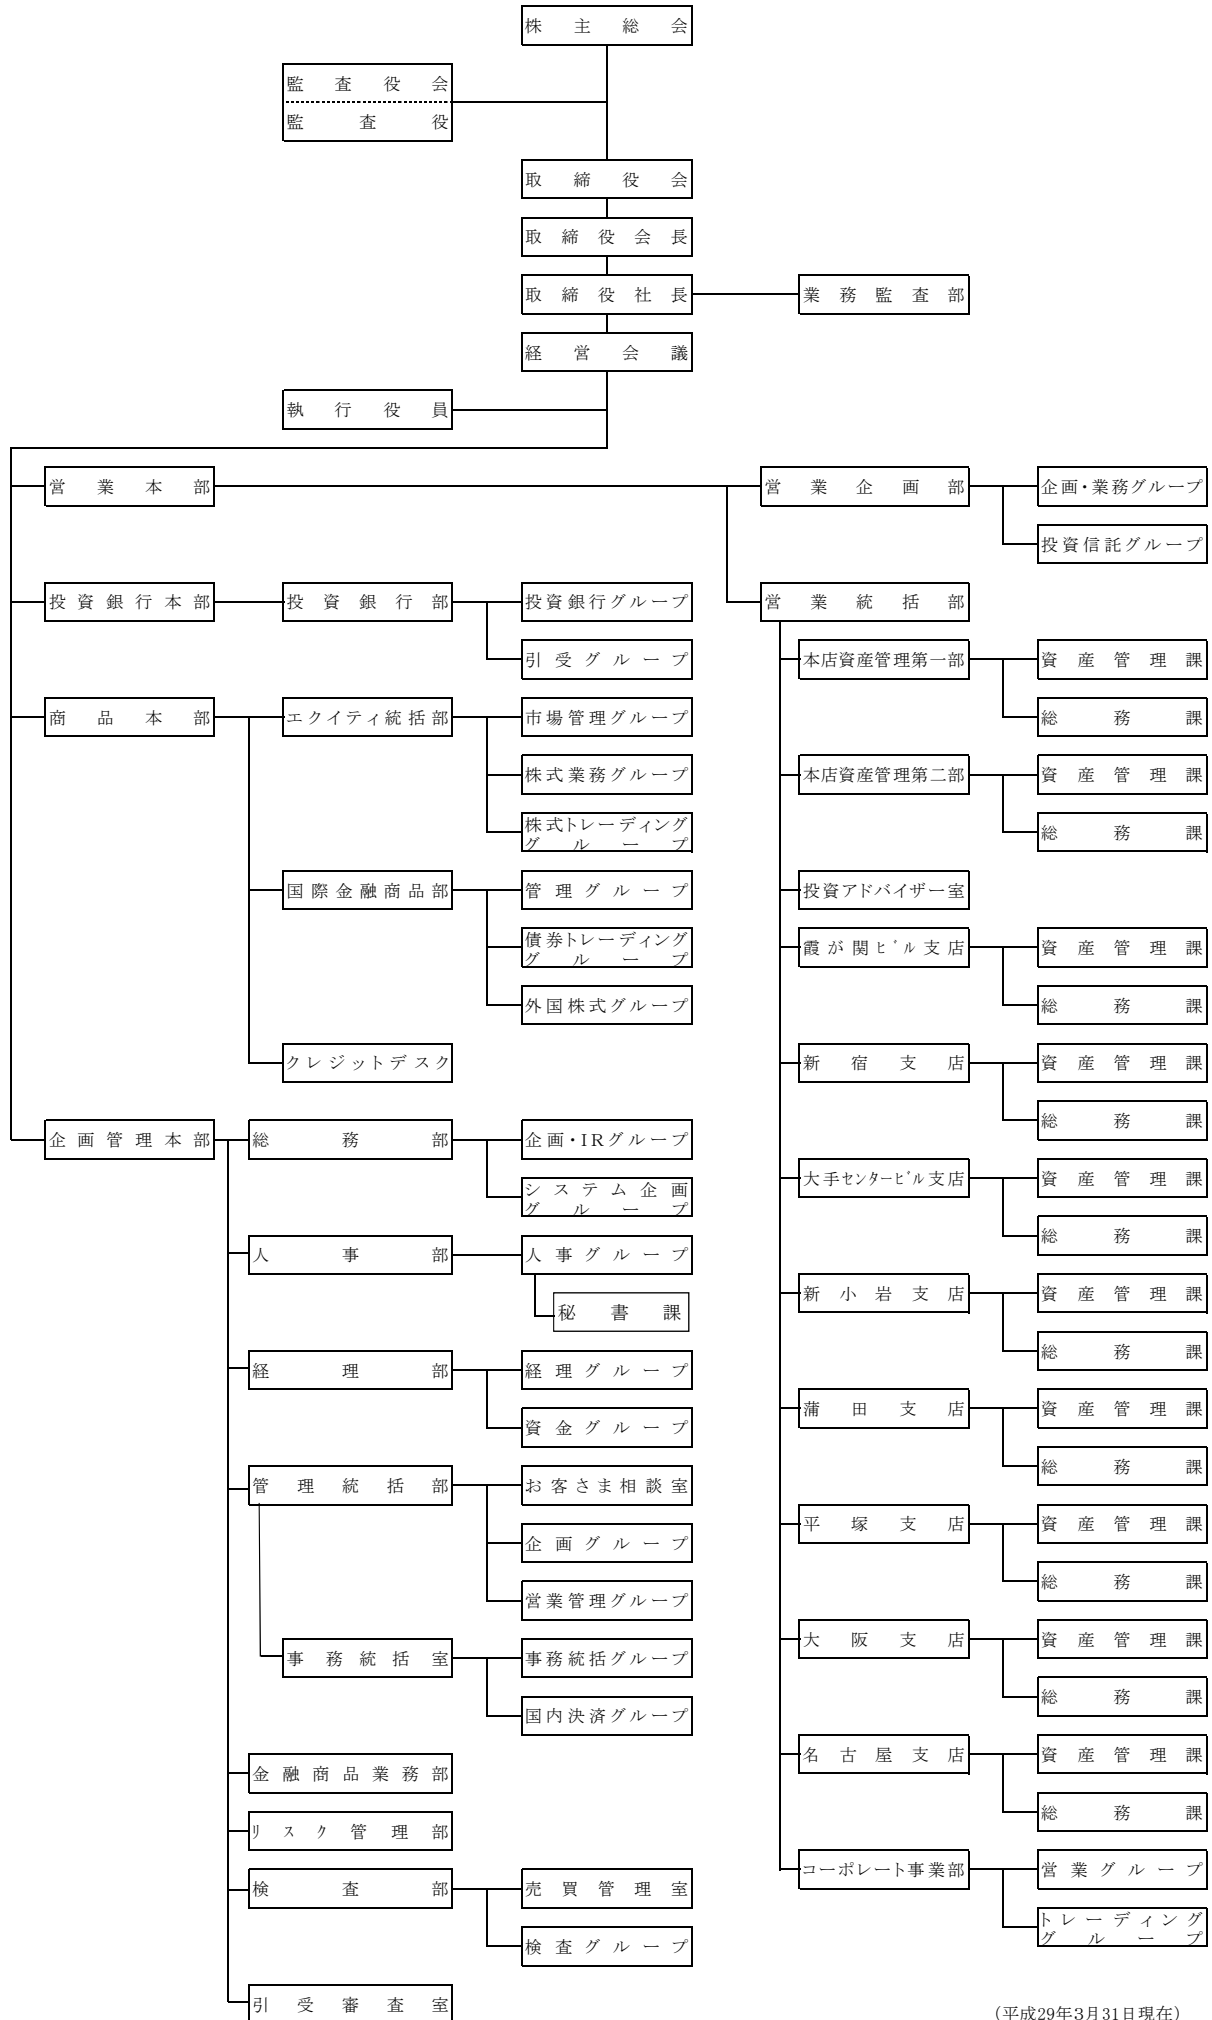 株主総会
監査役会
監査役
取締役会
取締役会長
取締役社長
業務監査部
経営会議
執行役員
営業本部
営業企画部
企画・業務グループ
投資信託グループ
投資銀行本部
投資銀行部
投資銀行グループ
引受グループ
営業統括部
商品本部
エクイティ統括部
市場管理グループ
株式業務グループ
株式トレーディング
グループ
国際金融商品部
管理グループ
債券トレーディング
グループ
外国株式グループ
クレジットデスク
企画管理本部
総務部
企画・IRグループ
システム企画
グループ
人事部
人事グループ
秘書課
経理部
経理グループ
資金グループ
管理統括部
お客さま相談室
企画グループ
営業管理グループ
事務統括室
事務統括グループ
国内決済グループ
金融商品業務部
リスク管理部
検査部
売買管理室
検査グループ
引受審査室
本店資産管理第一部
資産管理課
総務課
本店資産管理第二部
資産管理課
総務課
投資アドバイザー室
霞が関ビル支店
資産管理課
総務課
新宿支店
資産管理課
総務課
大手センタービル支店
資産管理課
総務課
新小岩支店
資産管理課
総務課
蒲田支店
資産管理課
総務課
平塚支店
資産管理課
総務課
大阪支店
資産管理課
総務課
名古屋支店
資産管理課
総務課
コーポレート事業部
営業グループ
トレーディング
グループ
（平成29年3月31日現在）